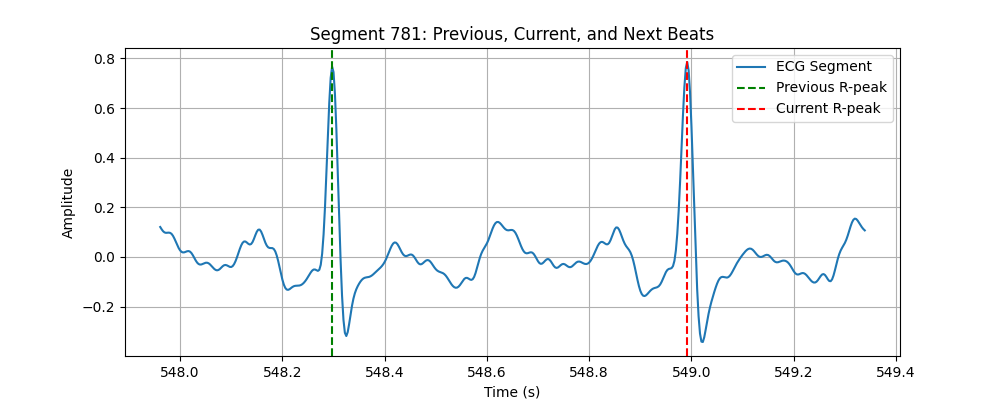 Segment 781: Previous, Current, and Next Beats
ECG Segment
Previous R-peak
Current R-peak
Amplitude
0.8
0.6
0.4
0.2
0.0
−0.2
548.0 548.2 548.4 548.6 548.8 549.0 549.2 549.4
Time (s)